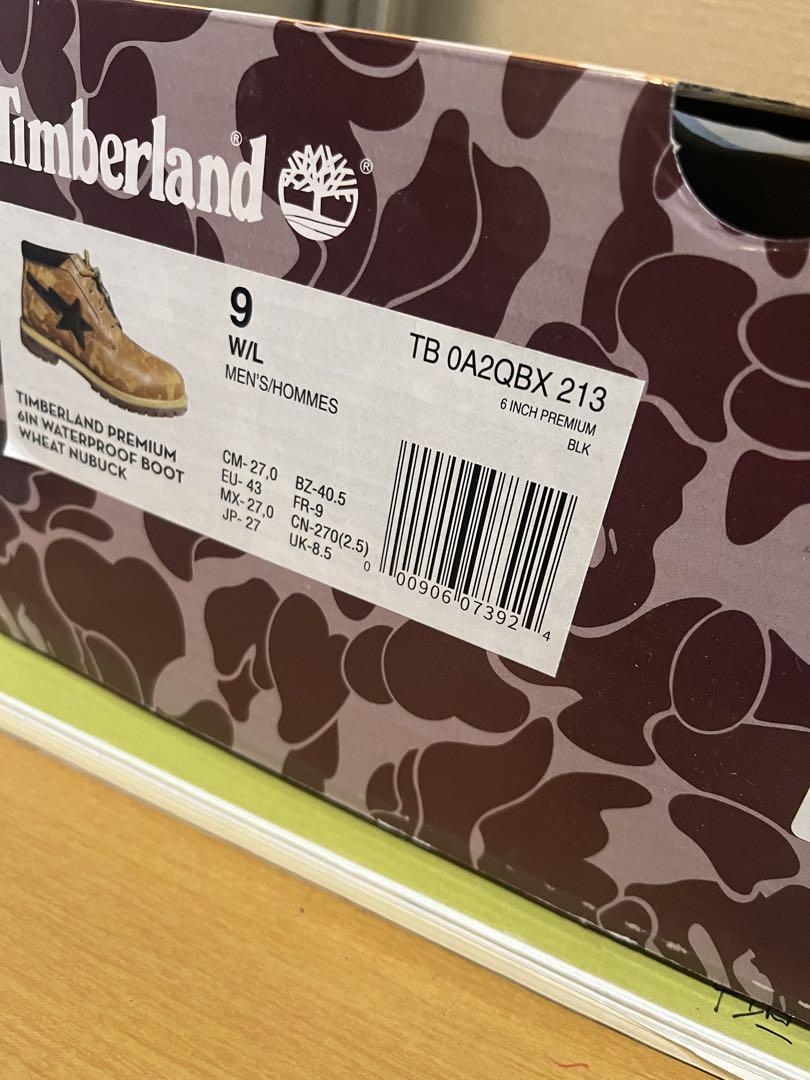 Timberland®
®
9
W/L
MEN'S/HOMMES
TB 0A2QBX 213
6 INCH PREMIUM
BLK
TIMBERLAND PREMIUM
6IN WATERPROOF BOOT
WHEAT NUBUCK
CM-27,0 BZ-40.5
EU- 43 FR-9
MX-27,0 CN-270(2.5)
JP- 27 UK-8.5
0 00906 07392 4